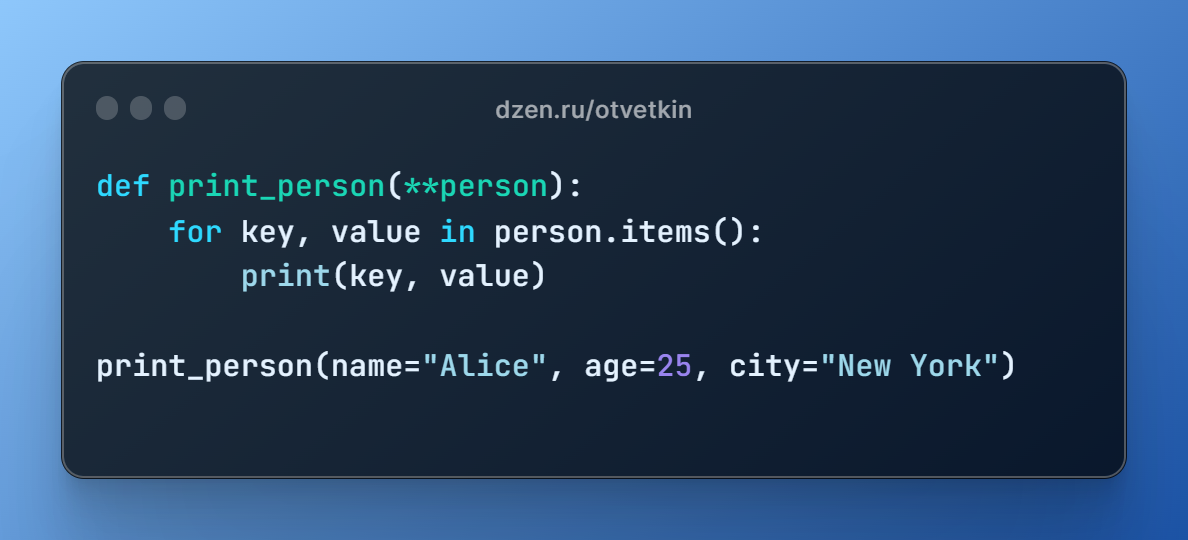 dzen.ru/otvetkin
def print_person(**person):
    for key, value in person.items():
        print(key, value)
print_person(name="Alice", age=25, city="New York")